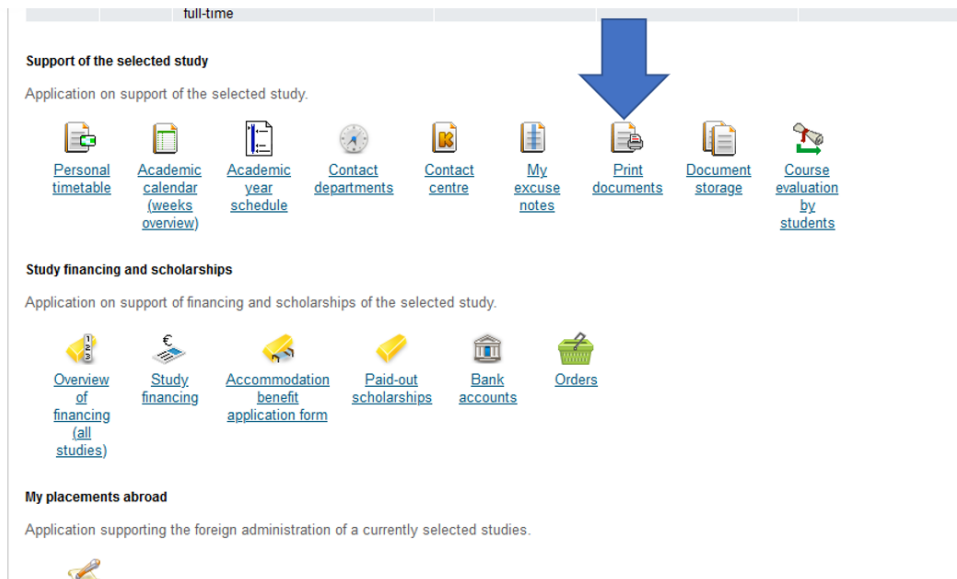 full-time
Support of the selected study
Application on support of the selected study.
Personal timetable
Academic calendar (weeks overview)
Academic year schedule
Contact departments
Contact centre
My excuse notes
Print documents
Document storage
Course evaluation by students
Study financing and scholarships
Application on support of financing and scholarships of the selected study.
Overview of financing (all studies)
Study financing
Accommodation benefit application form
Paid-out scholarships
Bank accounts
Orders
My placements abroad
Application supporting the foreign administration of a currently selected studies.